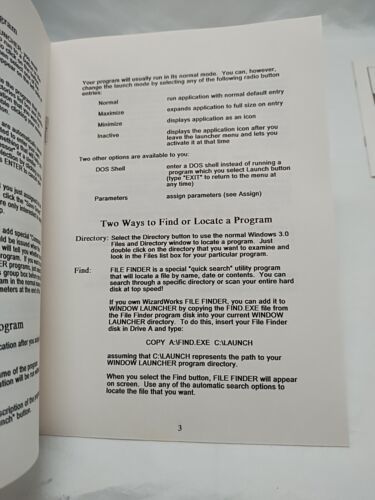 rogram
Your program will usually run in its normal mode. You can, however,
change the launch mode by selecting any of the following radio button
entries:
Normal run application with normal default entry
Maximize expands application to full size on entry
Minimize displays application as an icon
Inactive displays the application icon after you
leave the launcher menu and lets you
activate it at that time
Two other options are available to you:
DOS Shell enter a DOS shell instead of running a
program which you select Launch button
(type "EXIT" to return to the menu at
any time)
Parameters assign parameters (see Assign)
Two Ways to Find or Locate a Program
Directory: Select the Directory button to use the normal Windows 3.0
Files and Directory window to locate a program. Just
double click on the directory that you want to examine and
look in the Files list box for your particular program.
Find: FILE FINDER is a special "quick search" utility program
that will locate a file by name, date or contents. You can
search through a specific directory or scan your entire hard
disk at top speed!
If you own WizardWorks FILE FINDER, you can add it to
WINDOW LAUNCHER by copying the FIND.EXE file from
the File Finder program disk into your current WINDOW
LAUNCHER directory. To do this, insert your File Finder
disk in Drive A and type:
COPY A:\FIND.EXE C:\LAUNCH
assuming that C:\LAUNCH represents the path to your
WINDOW LAUNCHER program directory.
When you select the Find button, FILE FINDER will appear
on screen. Use any of the automatic search options to
locate the file that you want.
3